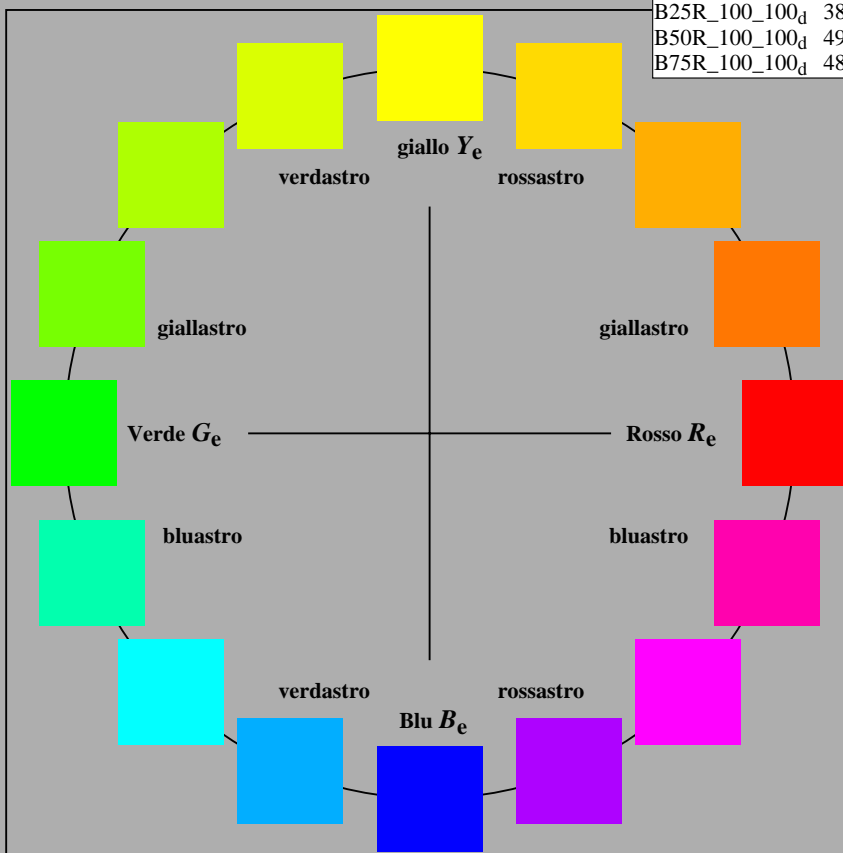 B25R_100_100d 38
B50R_100_100d 49
B75R_100_100d 48
giallo Ye
verdastro rossastro
giallastro giallastro
Verde Ge Rosso Re
bluastro bluastro
verdastro rossastro
Blu Be